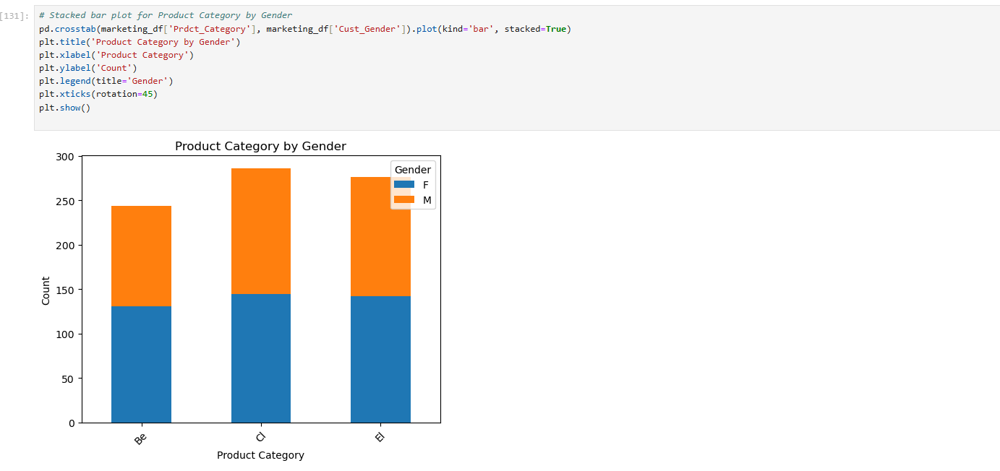 [131]:
# Stacked bar plot for Product Category by Gender
pd.crosstab(marketing_df['Prdct_Category'], marketing_df['Cust_Gender']).plot(kind='bar', stacked=True)
plt.title('Product Category by Gender')
plt.xlabel('Product Category')
plt.ylabel('Count')
plt.legend(title='Gender')
plt.xticks(rotation=45)
plt.show()
Product Category by Gender
Gender
F
M
300
250
200
150
100
50
0
Count
Be
Cl
El
Product Category